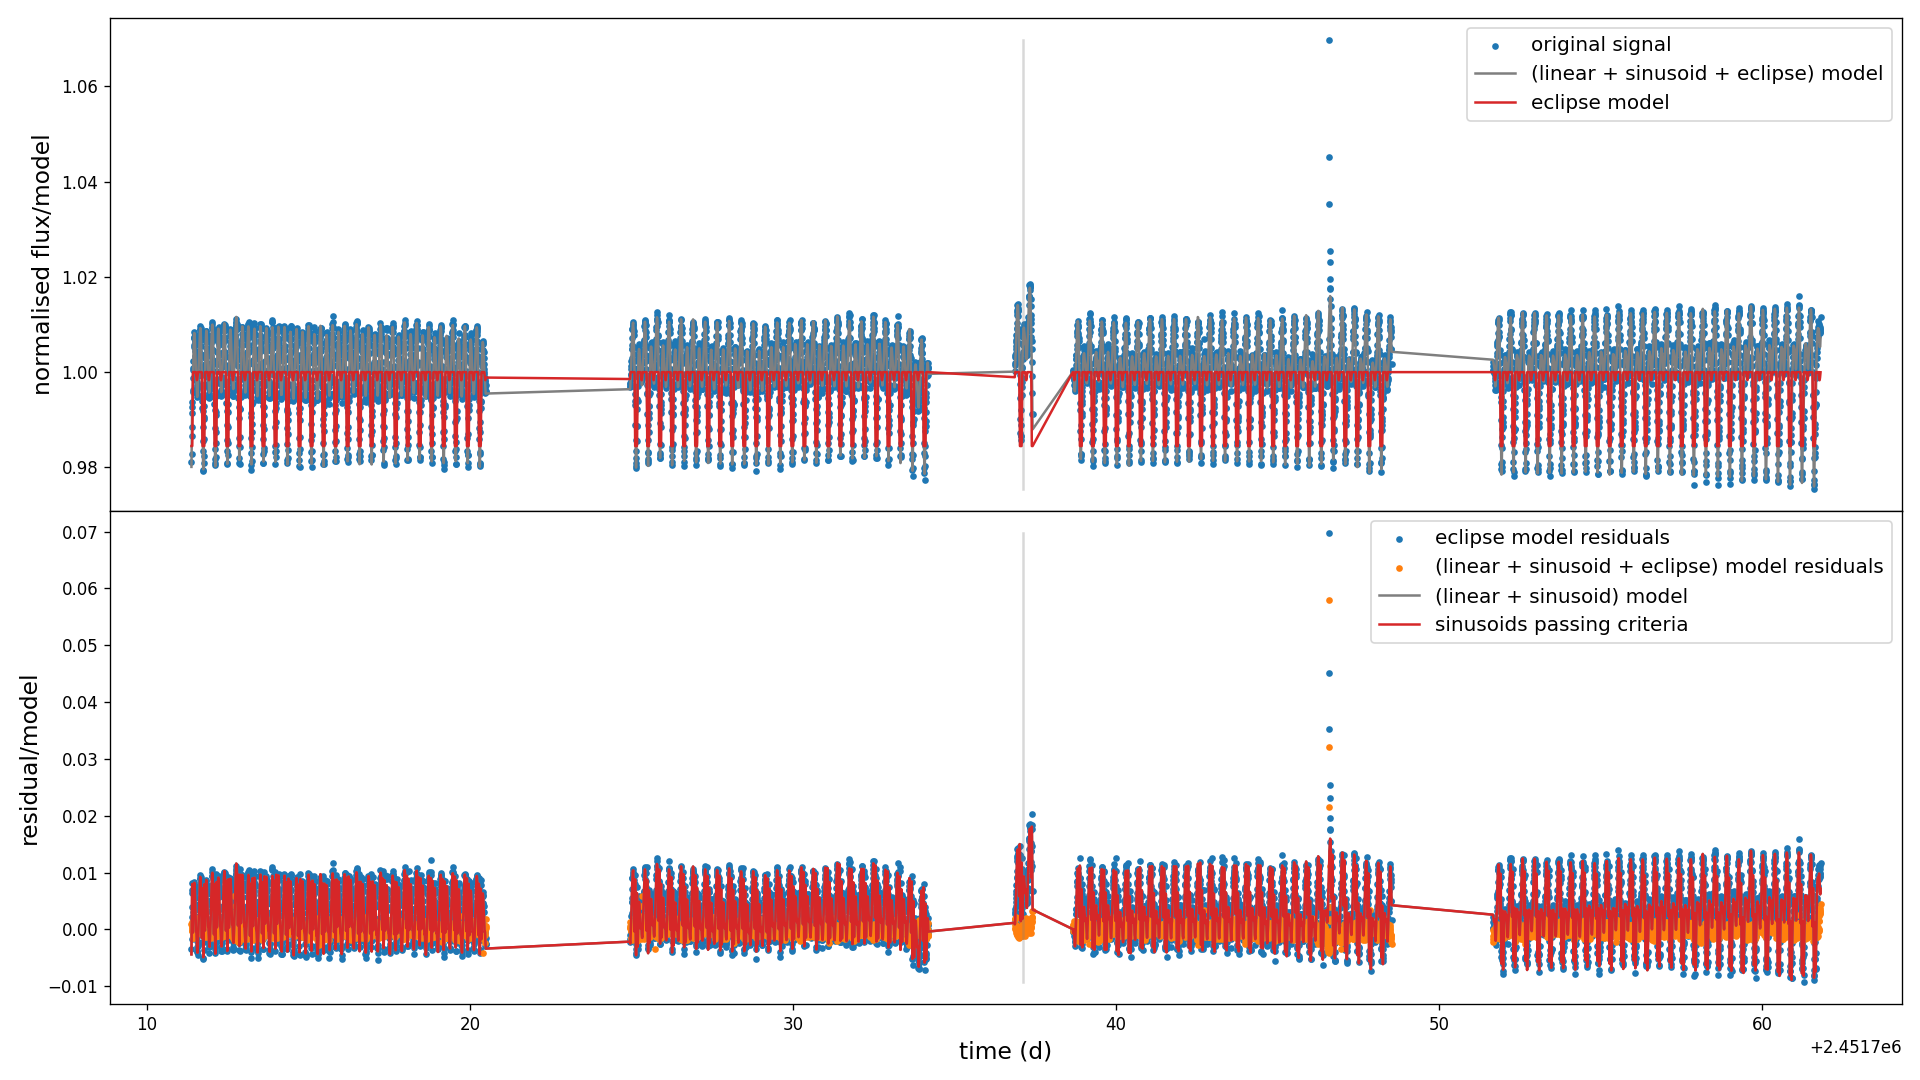 original signal
(linear + sinusoid + eclipse) model
eclipse model
normalised flux/model
1.06
1.04
1.02
1.00
0.98
eclipse model residuals
(linear + sinusoid + eclipse) model residuals
(linear + sinusoid) model
sinusoids passing criteria
residual/model
0.07
0.06
0.05
0.04
0.03
0.02
0.01
0.00
−0.01
10 20 30 40 50 60
+2.4517e6
time (d)